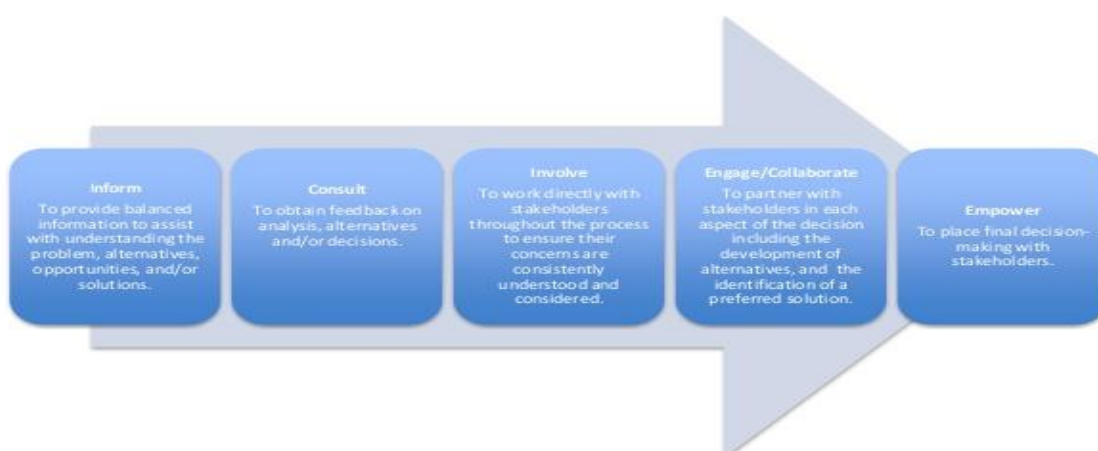 Inform
To provide balanced
information to assist
with understanding the
problem, alternatives,
opportunities, and/or
solutions.
Consult
To obtain feedback on
analysis, alternatives
and/or decisions.
Involve
To work directly with
stakeholders
throughout the process
to ensure their
concerns are
consistently
understood and
considered.
Engage/Collaborate
To partner with
stakeholders in each
aspect of the decision
including the
development of
alternatives, and the
identification of a
preferred solution.
Empower
To place final decision-
making with
stakeholders.